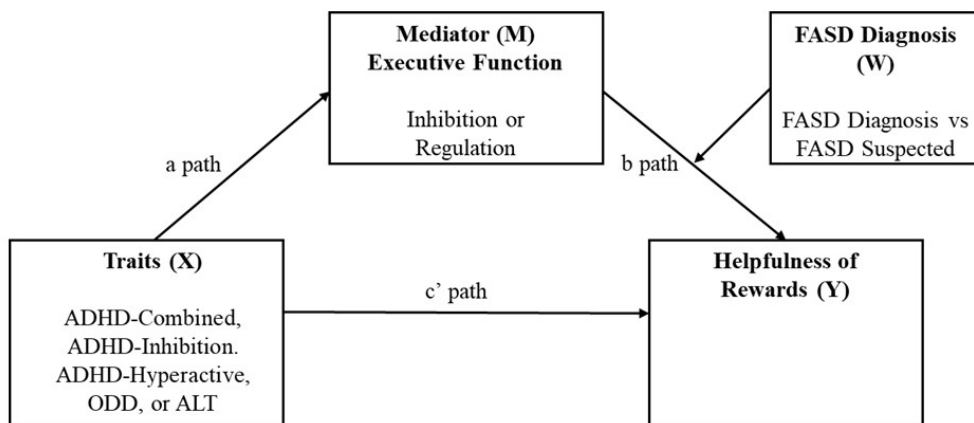 Mediator (M)
Executive Function
Inhibition or
Regulation
FASD Diagnosis
(W)
FASD Diagnosis vs
FASD Suspected
a path
b path
Traits (X)
ADHD-Combined,
ADHD-Inhibition.
ADHD-Hyperactive,
ODD, or ALT
c’ path
Helpfulness of
Rewards (Y)